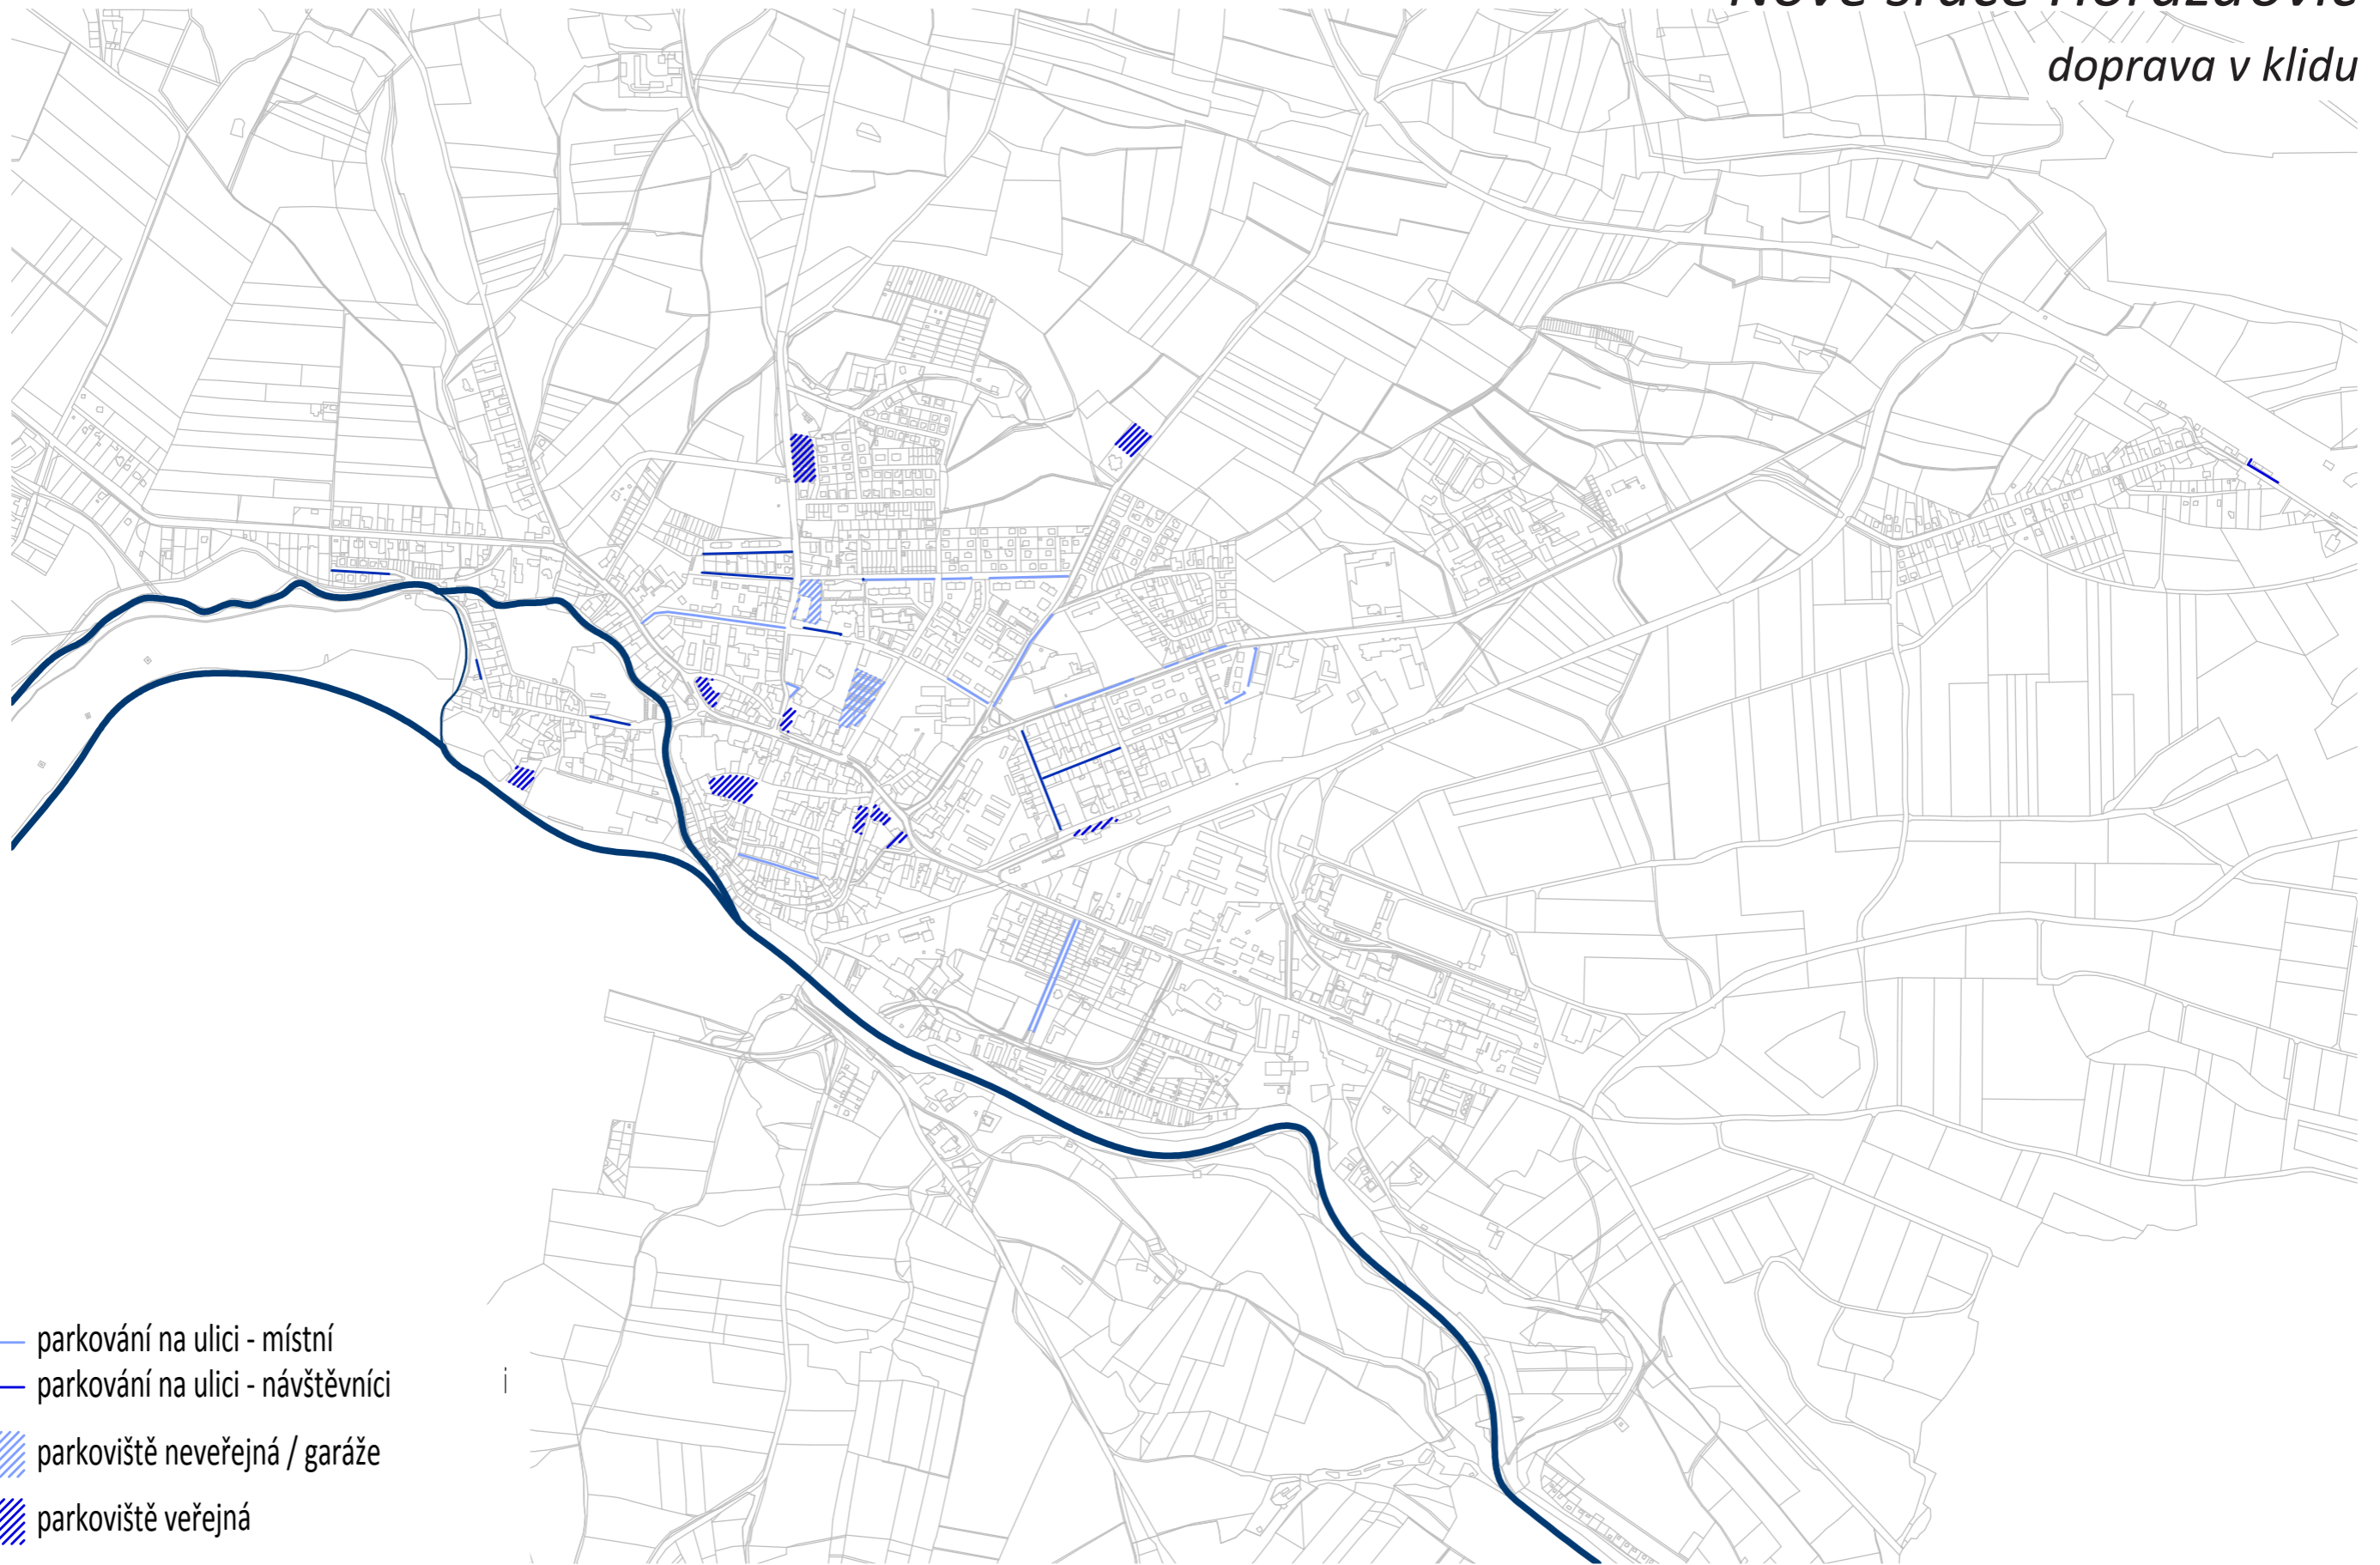 doprava v klidu
parkování na ulici - místní
parkování na ulici - návštěvníci
i
parkoviště neveřejná / garáže
parkoviště veřejná